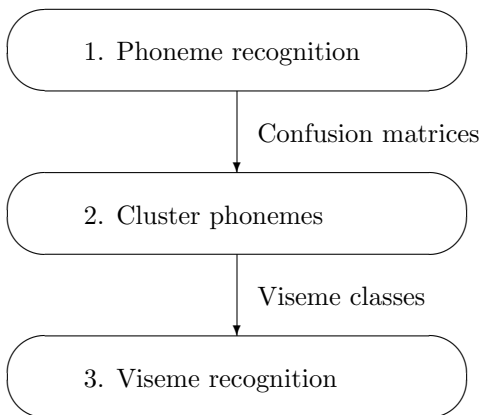 1. Phoneme recognition
Confusion matrices
2. Cluster phonemes
Viseme classes
3. Viseme recognition